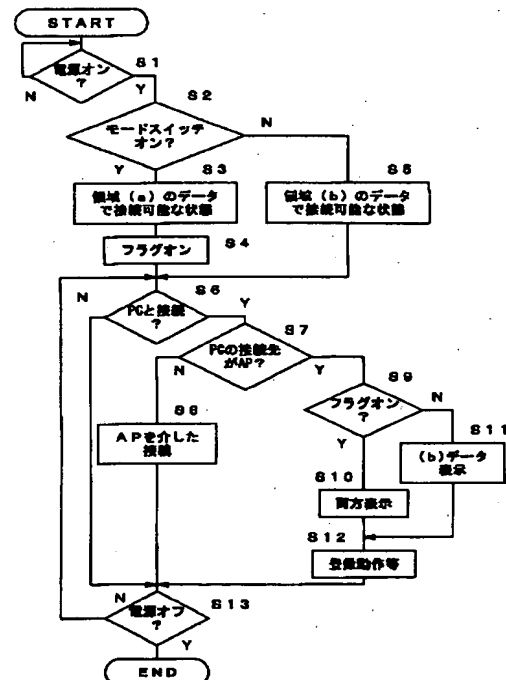 START
電源オン
?
S1
N
Y
S2
モードスイッチ
オン?
N
Y
S3
領域(a)のデータ
で接続可能な状態
S5
領域(b)のデータ
で接続可能な状態
フラグオン
S4
N
S6
Y
PCと接続
?
S7
PCの接続先
がAP?
N
Y
S9
フラグオン
?
N
Y
S8
APを介した
接続
S11
(b)データ
表示
S10
両方表示
S12
登録動作等
N
S13
電源オフ
?
Y
END